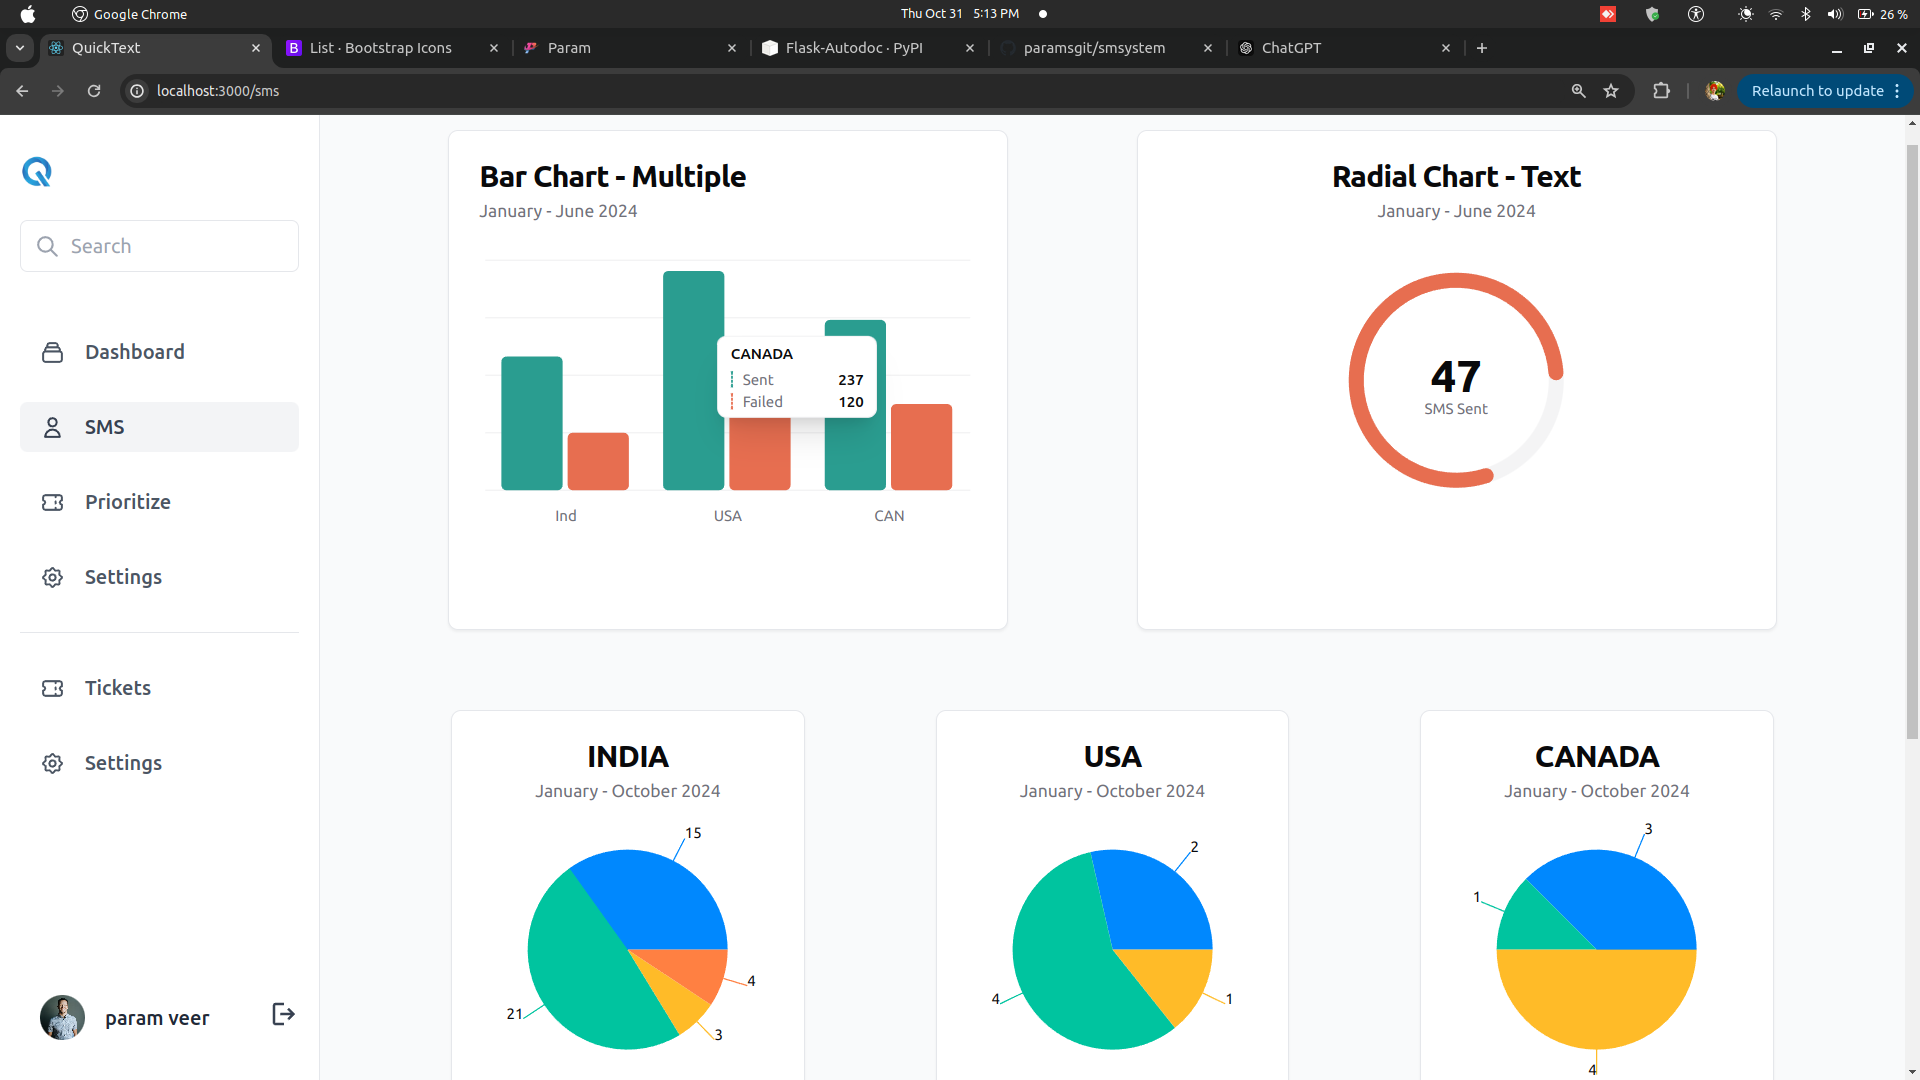 Google Chrome
Thu Oct 31 5:13 PM
26 %
QuickText
List · Bootstrap Icons
Param
Flask-Autodoc · PyPI
paramsgit/smsystem
ChatGPT
localhost:3000/sms
Relaunch to update
Search
Dashboard
SMS
Prioritize
Settings
Tickets
Settings
param veer
Bar Chart - Multiple
January - June 2024
CANADA
Sent 237
Failed 120
Ind
USA
CAN
Radial Chart - Text
January - June 2024
47
SMS Sent
INDIA
January - October 2024
15
4
21
3
USA
January - October 2024
2
4
1
CANADA
January - October 2024
3
1
4